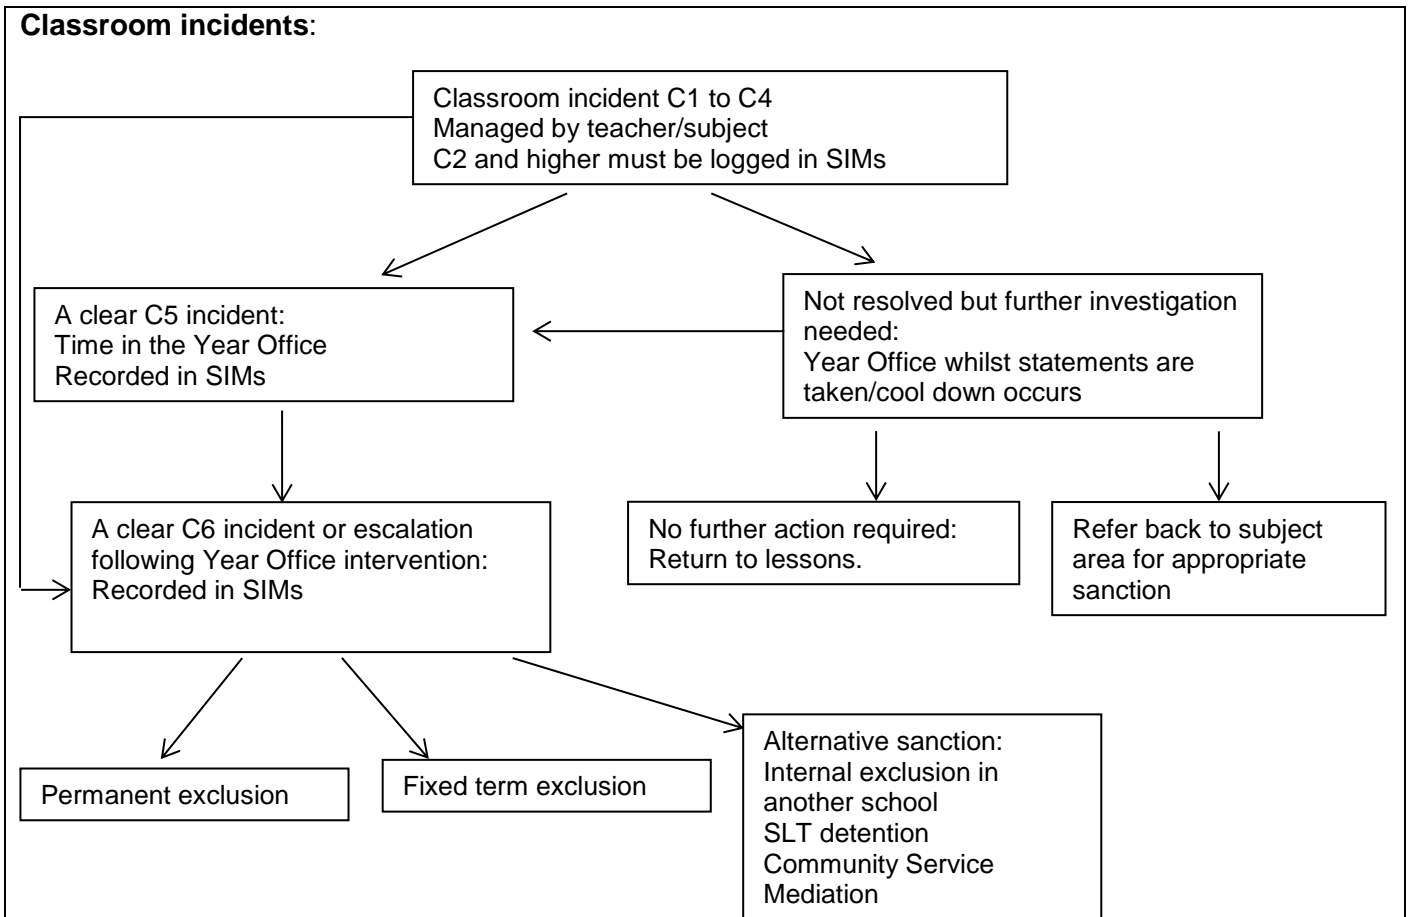 Classroom incidents:
Classroom incident C1 to C4
Managed by teacher/subject
C2 and higher must be logged in SIMs
A clear C5 incident:
Time in the Year Office
Recorded in SIMs
Not resolved but further investigation
needed:
Year Office whilst statements are
taken/cool down occurs
A clear C6 incident or escalation
following Year Office intervention:
Recorded in SIMs
No further action required:
Return to lessons.
Refer back to subject
area for appropriate
sanction
Permanent exclusion
Fixed term exclusion
Alternative sanction:
Internal exclusion in
another school
SLT detention
Community Service
Mediation